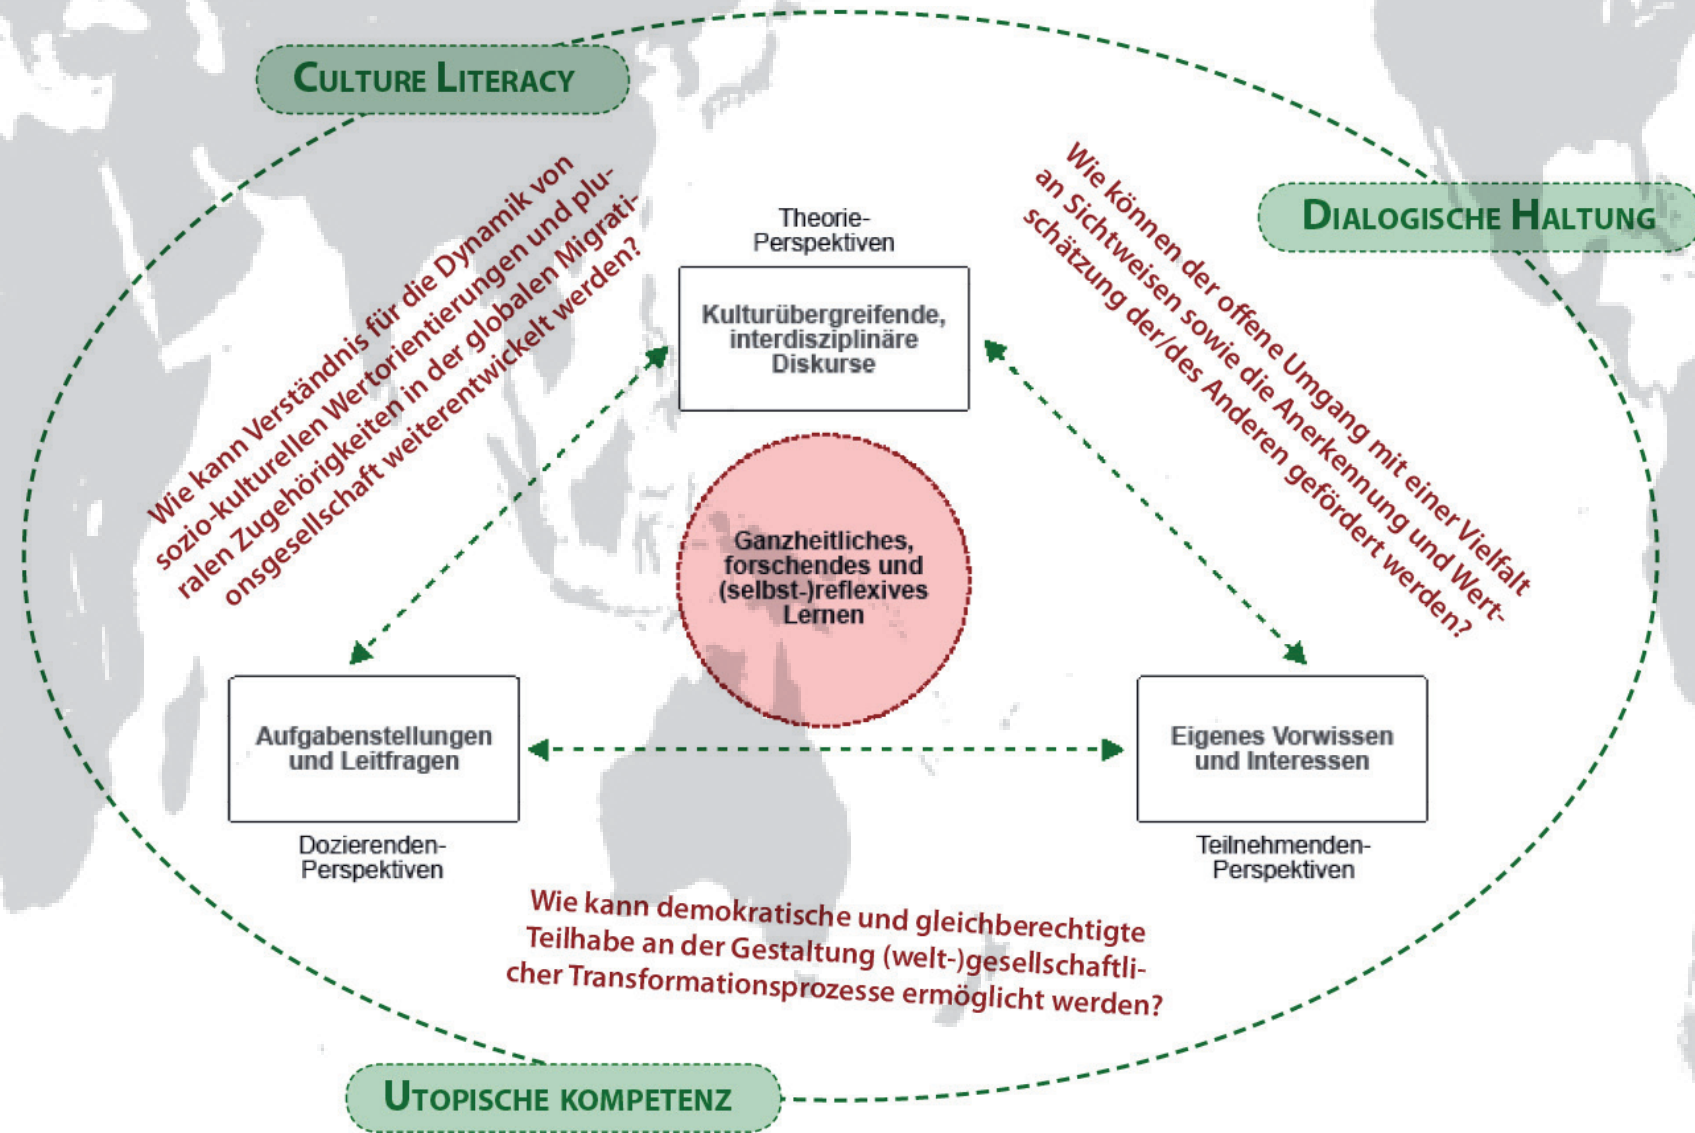 CULTURE LITERACY
DIALOGISCHE HALTUNG
Wie kann Verständnis für die Dynamik von
sozio-kulturellen Wertorientierungen und plu-
ralen Zugehörigkeiten in der globalen Migrati-
onsgesellschaft weiterentwickelt werden?
Wie können der offene Umgang mit einer Vielfalt
an Sichtweisen sowie die Anerkennung und Wert-
schätzung der/des Anderen gefördert werden?
Theorie-
Perspektiven
Kulturübergreifende,
interdisziplinäre
Diskurse
Ganzheitliches,
forschendes und
(selbst-)reflexives
Lernen
Aufgabenstellungen
und Leitfragen
Dozierenden-
Perspektiven
Eigenes Vorwissen
und Interessen
Teilnehmenden-
Perspektiven
Wie kann demokratische und gleichberechtigte
Teilhabe an der Gestaltung (welt-)gesellschaftli-
cher Transformationsprozesse ermöglicht werden?
UTOPISCHE KOMPETENZ